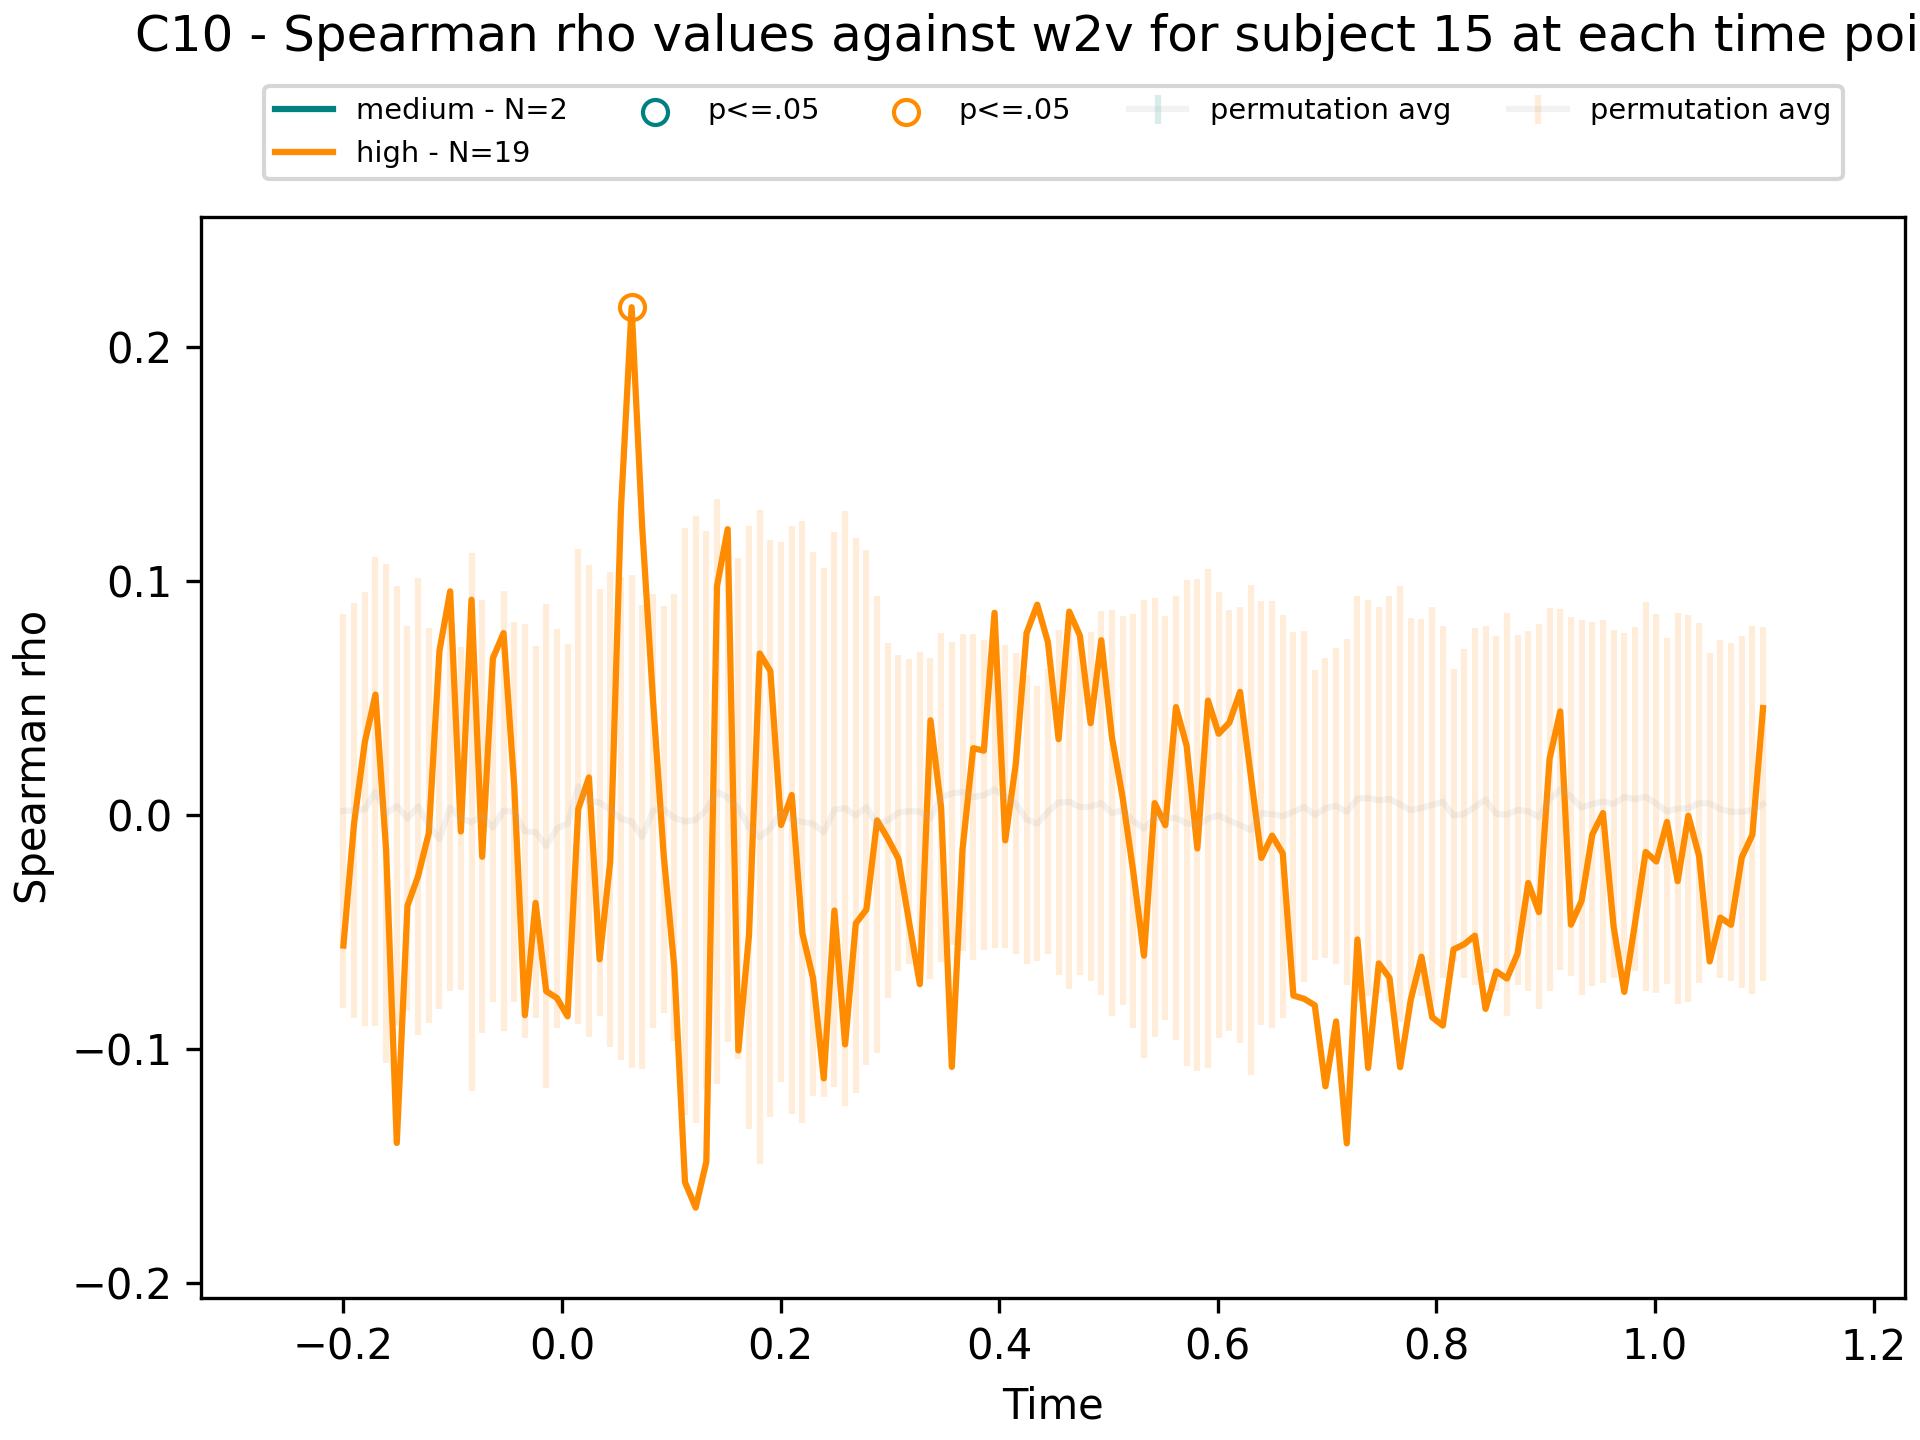 C10 - Spearman rho values against w2v for subject 15 at each time poi
medium - N=2
high - N=19
p<=.05
p<=.05
permutation avg
permutation avg
Spearman rho
0.2
0.1
0.0
−0.1
−0.2
−0.2 0.0 0.2 0.4 0.6 0.8 1.0 1.2
Time